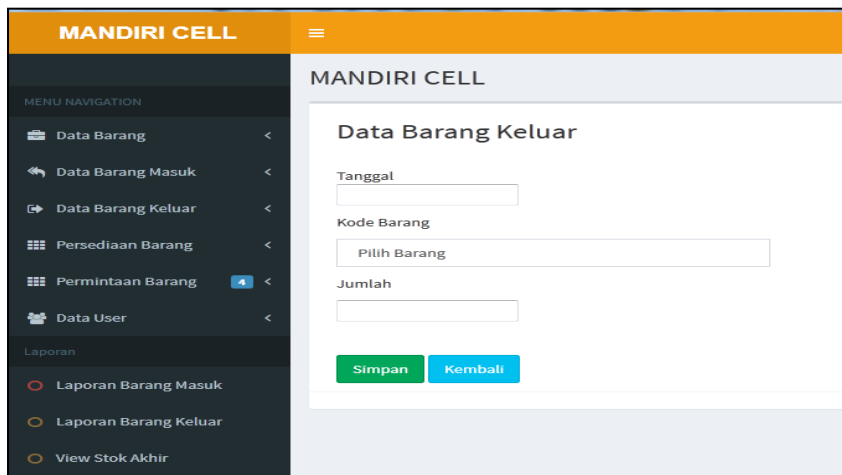 MANDIRI CELL
MANDIRI CELL
MENU NAVIGATION
Data Barang
Data Barang Masuk
Data Barang Keluar
Persediaan Barang
Permintaan Barang 4
Data User
Laporan
Laporan Barang Masuk
Laporan Barang Keluar
View Stok Akhir
Data Barang Keluar
Tanggal
Kode Barang
Pilih Barang
Jumlah
Simpan Kembali